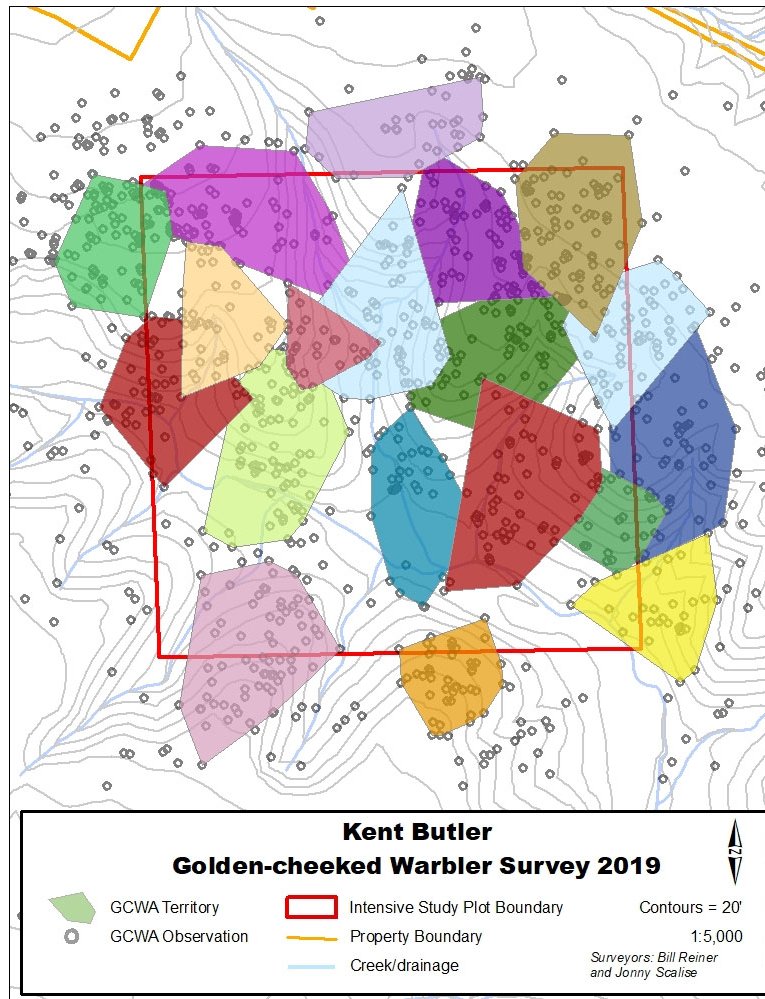 Kent Butler
Golden-cheeked Warbler Survey 2019
N
GCWA Territory
Intensive Study Plot Boundary
Contours = 20'
GCWA Observation
Property Boundary
1:5,000
Creek/drainage
Surveyors: Bill Reiner
and Jonny Scalise